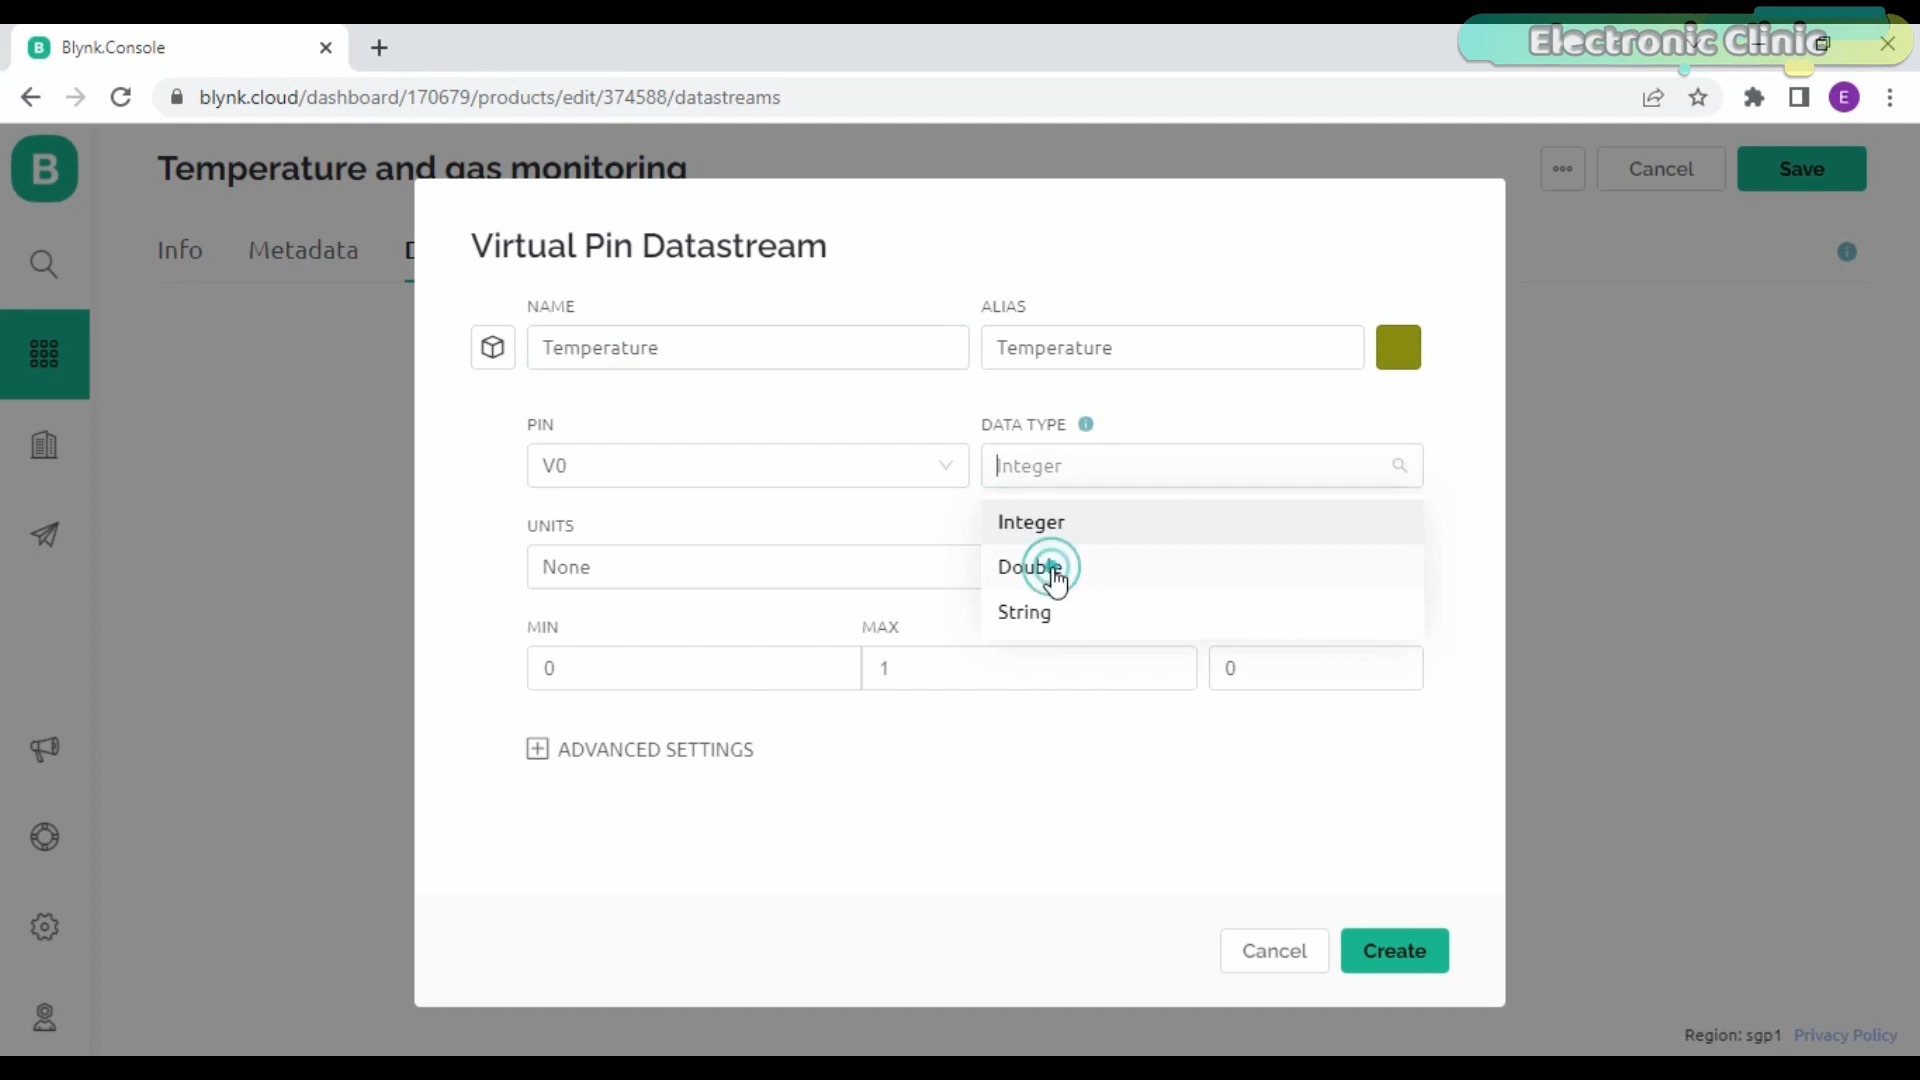 Blynk.Console
Electronic Clinic
blynk.cloud/dashboard/170679/products/edit/374588/datastreams
E
B
Temperature and gas monitoring
Cancel
Save
Info
Metadata
D
Virtual Pin Datastream
NAME
ALIAS
Temperature
Temperature
PIN
DATA TYPE
V0
Integer
Integer
UNITS
None
Double
String
MIN
MAX
0
1
0
ADVANCED SETTINGS
Cancel
Create
Region: sgp1
Privacy Policy